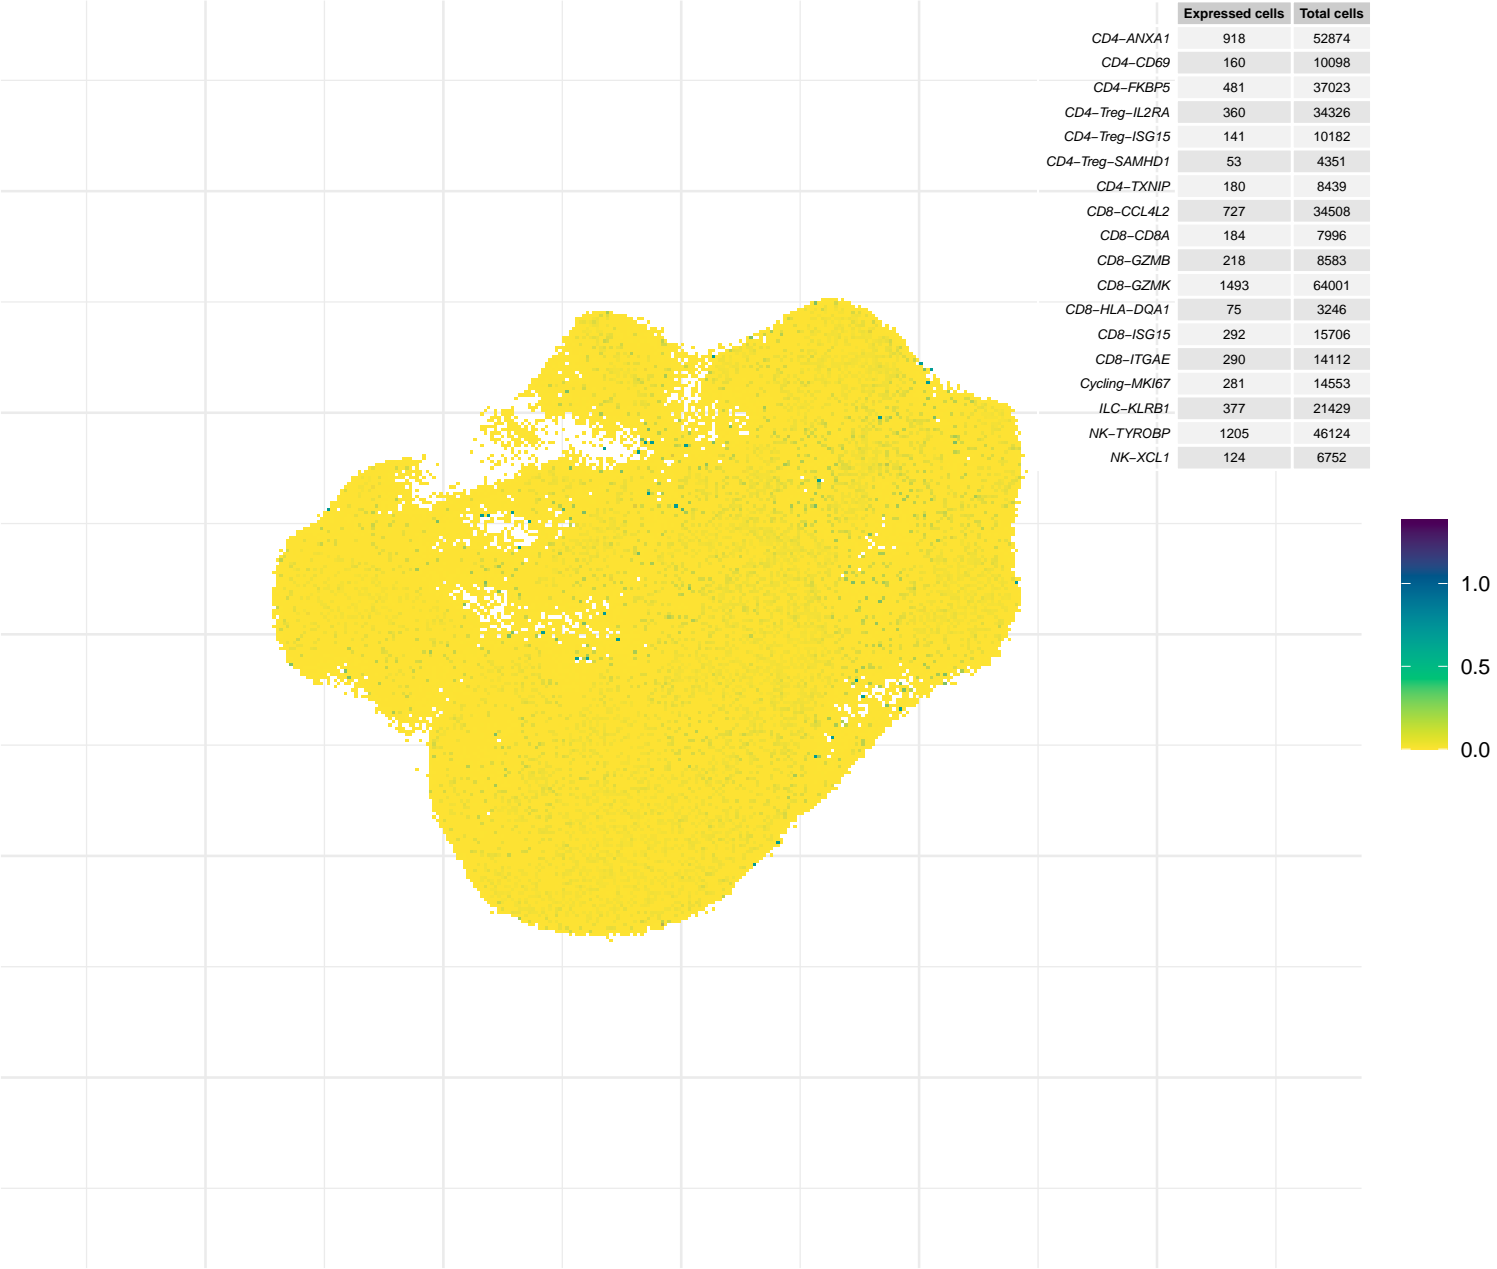 Expressed cells Total cells
CD4−ANXA1 918 52874
CD4−CD69 160 10098
CD4−FKBP5 481 37023
CD4−Treg−IL2RA 360 34326
CD4−Treg−ISG15 141 10182
CD4−Treg−SAMHD1 53 4351
CD4−TXNIP 180 8439
CD8−CCL4L2 727 34508
CD8−CD8A 184 7996
CD8−GZMB 218 8583
CD8−GZMK 1493 64001
CD8−HLA−DQA1 75 3246
CD8−ISG15 292 15706
CD8−ITGAE 290 14112
Cycling−MKI67 281 14553
ILC−KLRB1 377 21429
NK−TYROBP 1205 46124
NK−XCL1 124 6752
1.0
0.5
0.0